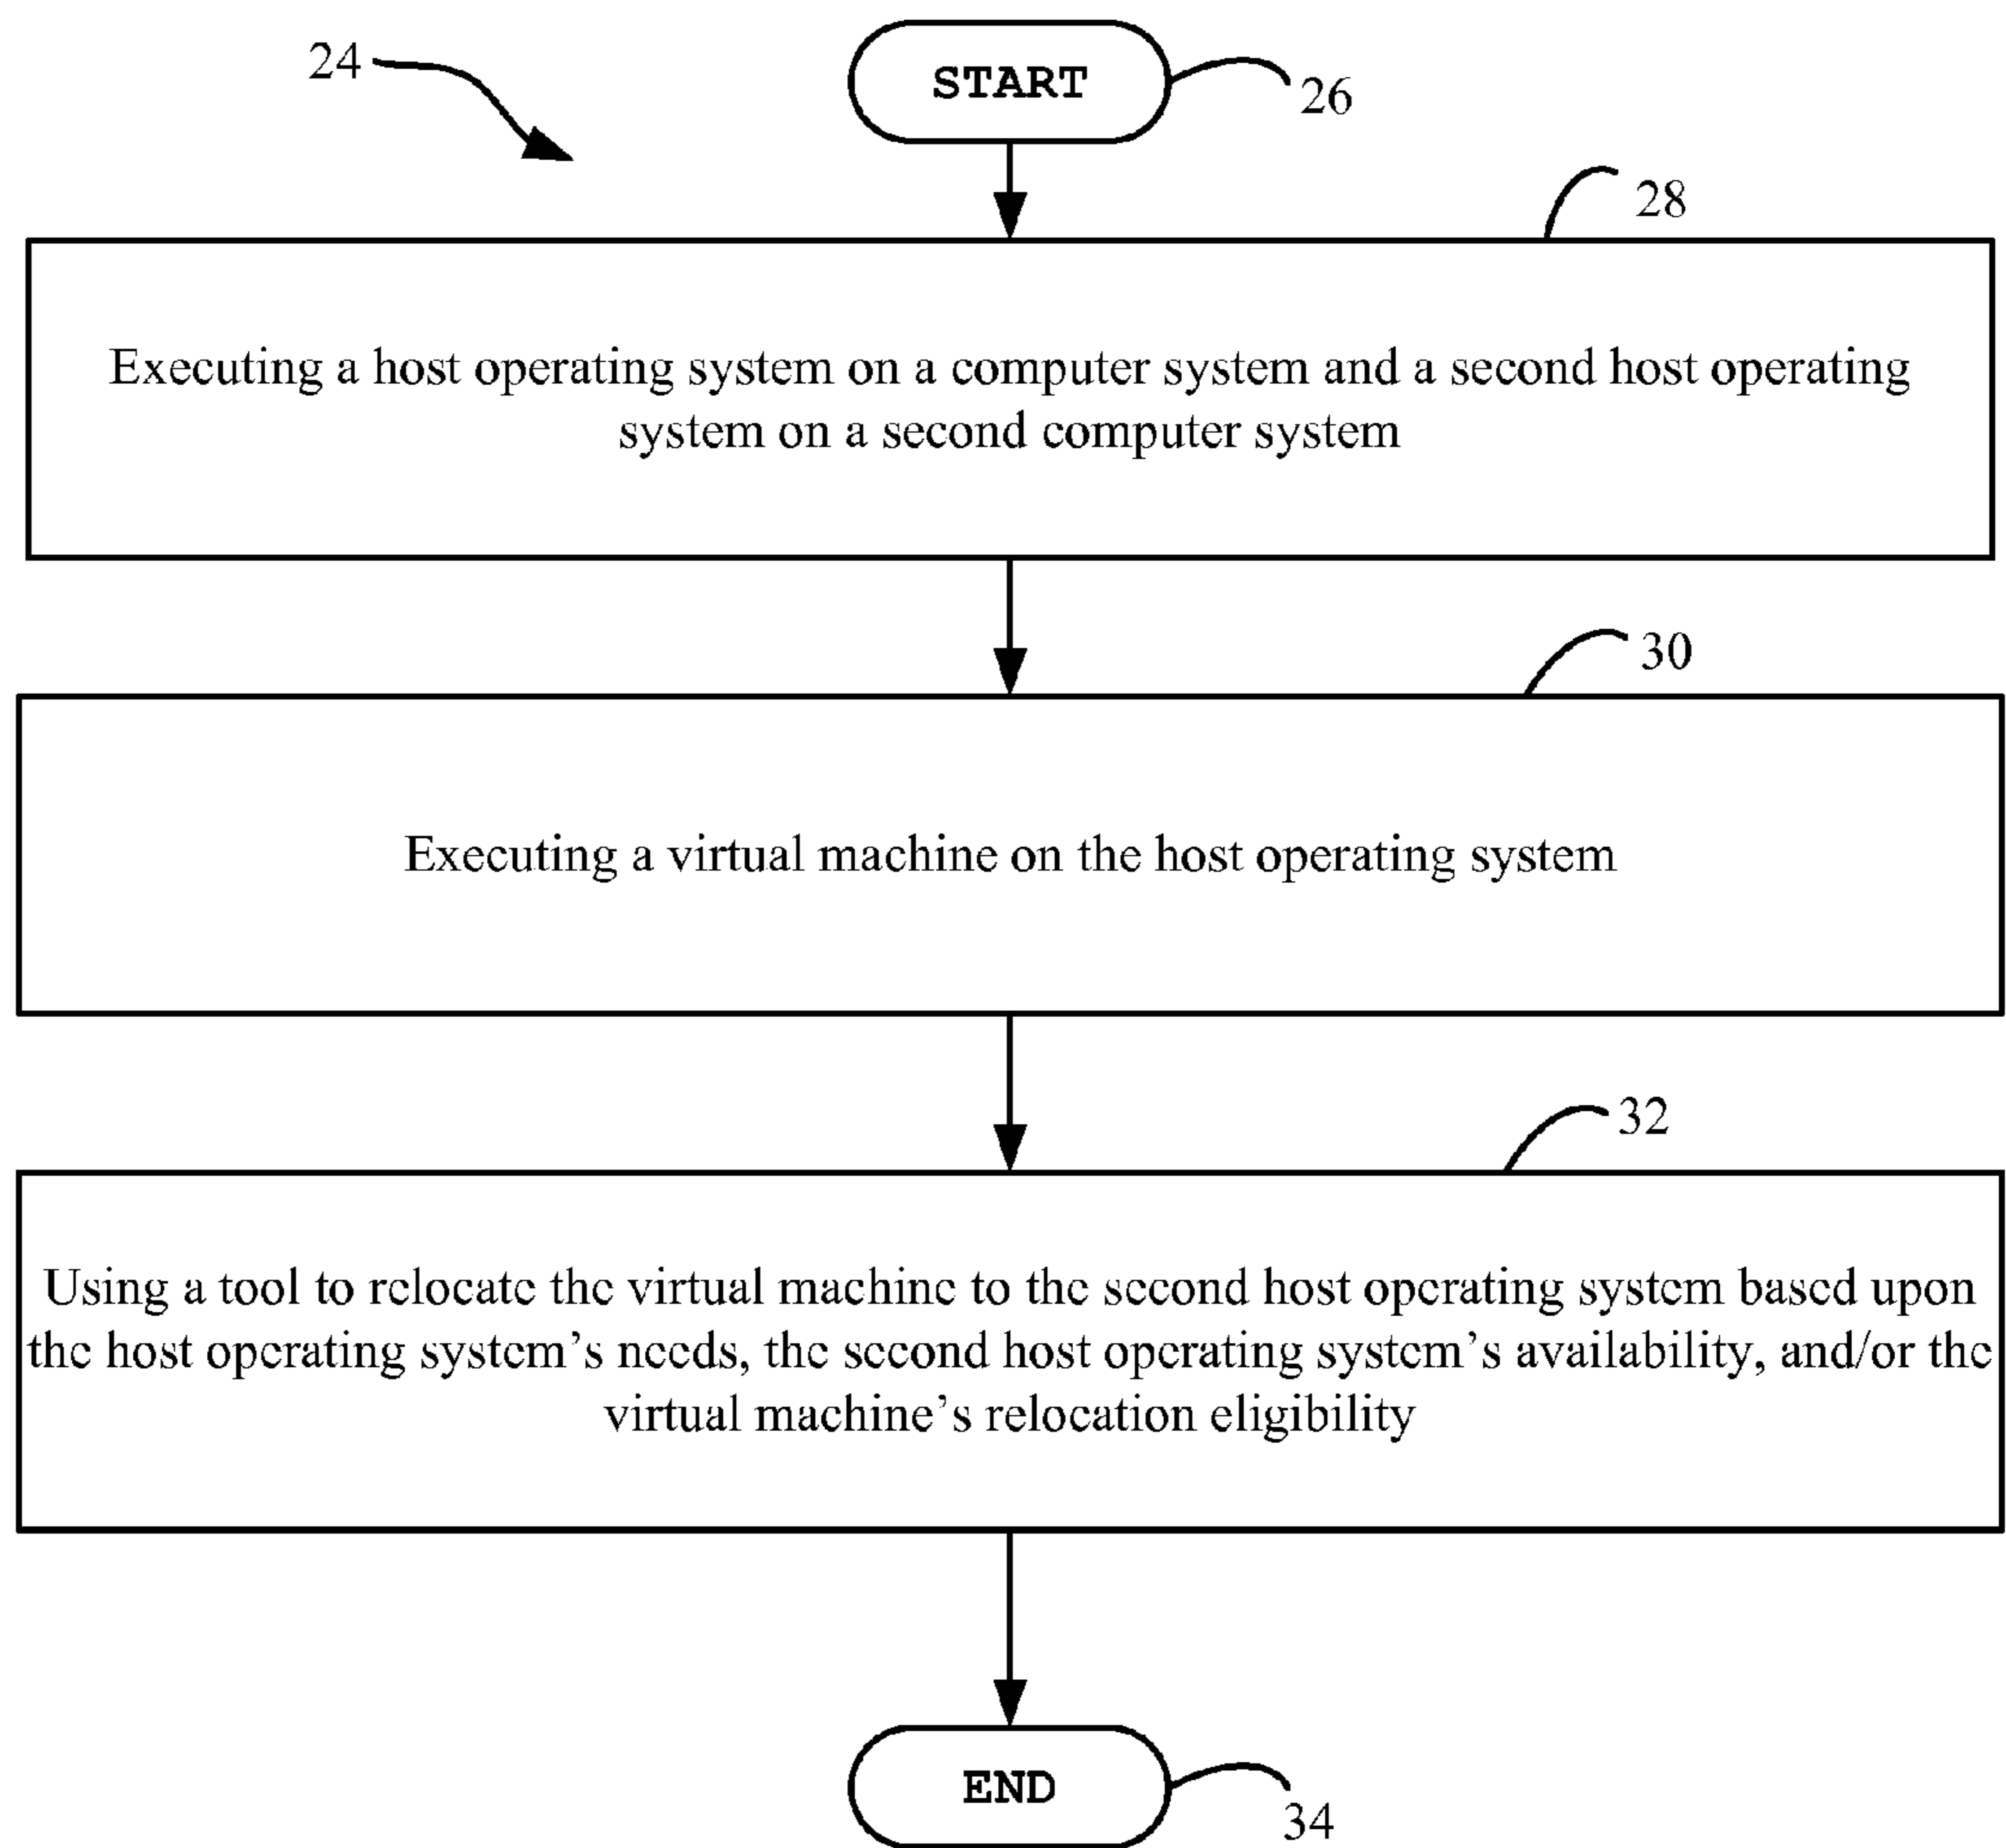 24
START
26
28
Executing a host operating system on a computer system and a second host operating
system on a second computer system
30
Executing a virtual machine on the host operating system
32
Using a tool to relocate the virtual machine to the second host operating system based upon
the host operating system’s needs, the second host operating system’s availability, and/or the
virtual machine’s relocation eligibility
END
34